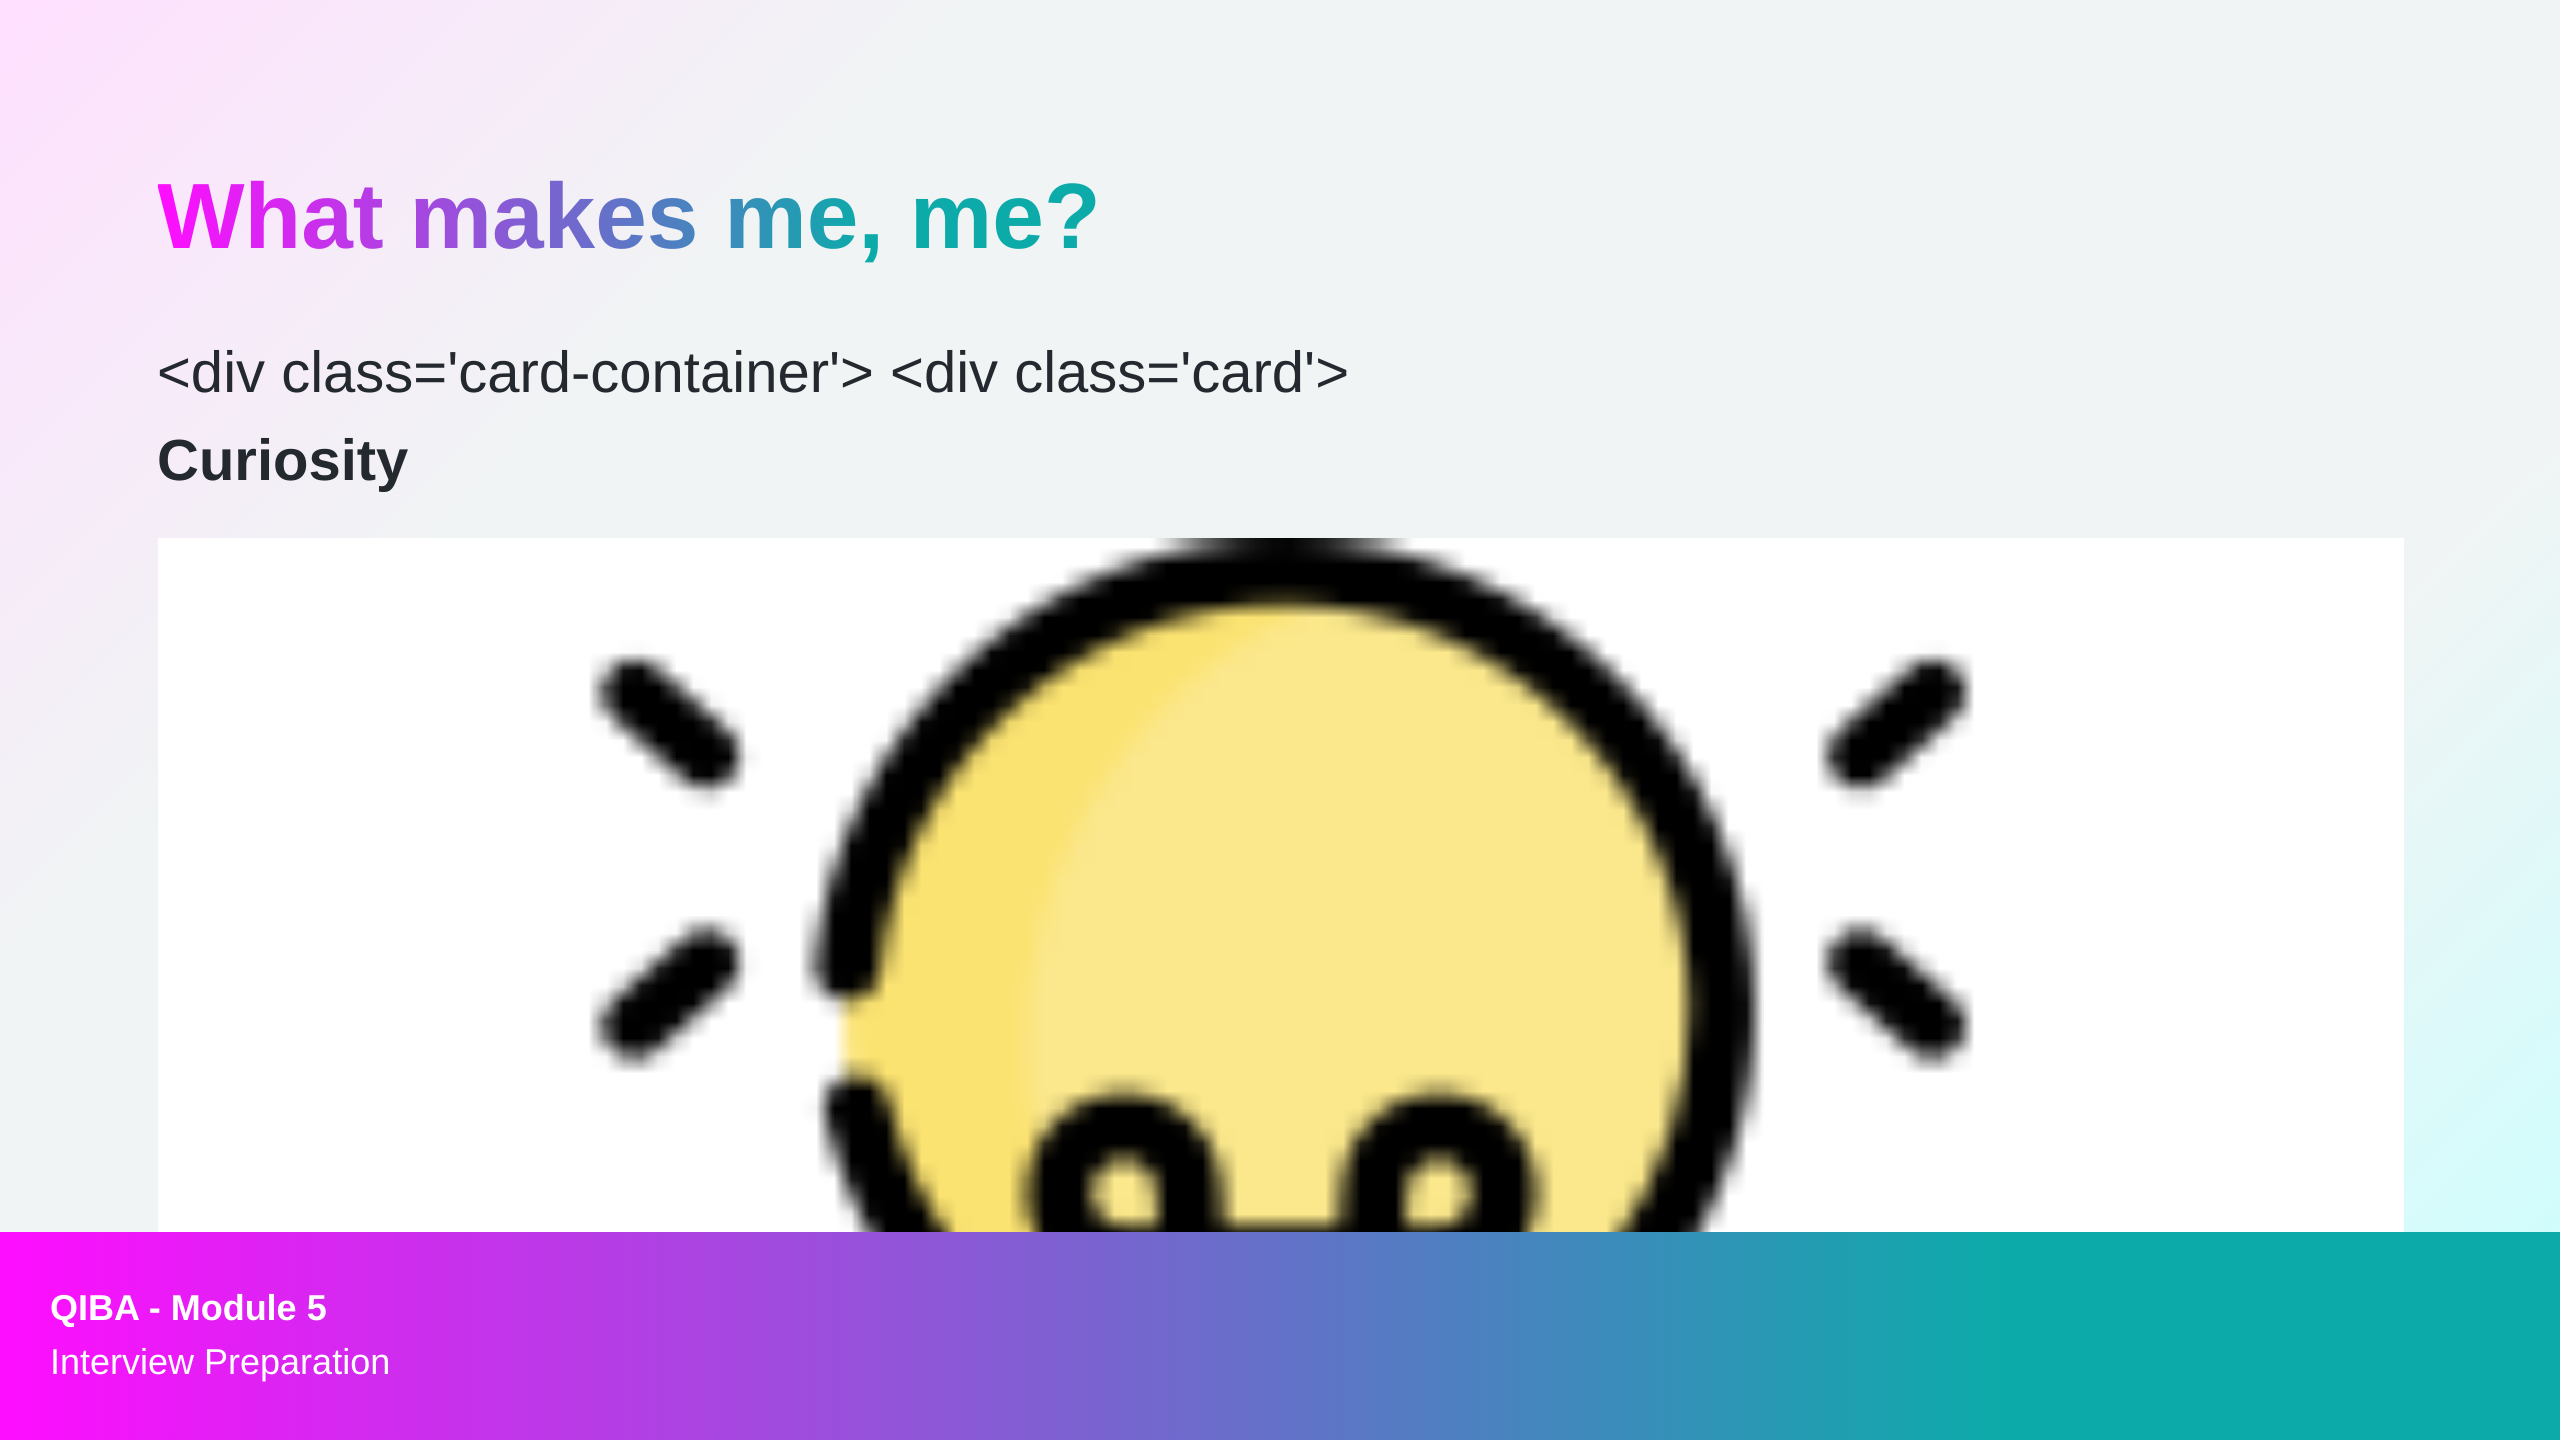 What makes me, me?
<div class='card-container'> <div class='card'>
Curiosity
QIBA - Module 5
Interview Preparation